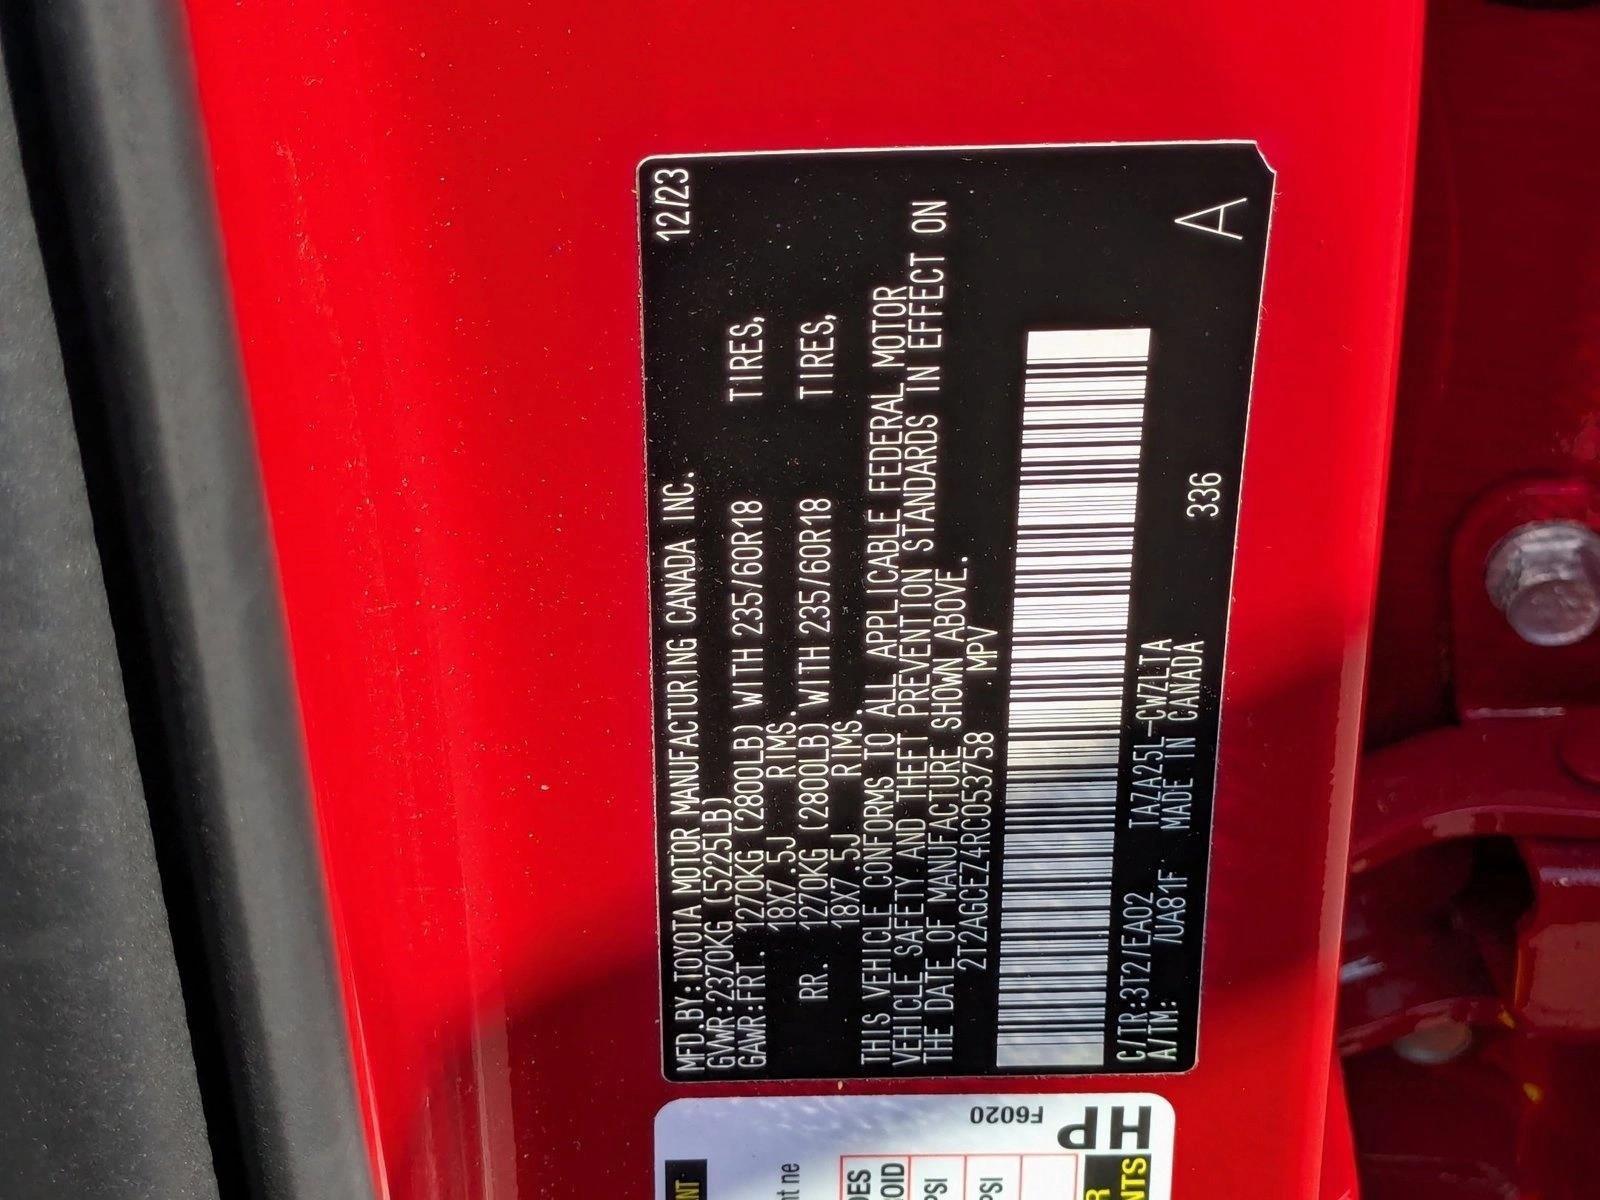 MFD.BY:TOYOTA MOTOR MANUFACTURING CANADA INC. 12/23
GVWR:2370KG (5225LB)
GAWR:FRT. 1270KG (2800LB) WITH 235/60R18 TIRES,
18X7.5J RIMS.
RR. 1270KG (2800LB) WITH 235/60R18 TIRES,
18X7.5J RIMS.
THIS VEHICLE CONFORMS TO ALL APPLICABLE FEDERAL MOTOR
VEHICLE SAFETY AND THEFT PREVENTION STANDARDS IN EFFECT ON
THE DATE OF MANUFACTURE SHOWN ABOVE.
2T2AGCEZ4RC053758 MPV
C/TR:3T2/EA02 TAZA25L-CWZLTA
A/TM: /UA81F MADE IN CANADA 336
A
F6020
HP
PSI
PSI